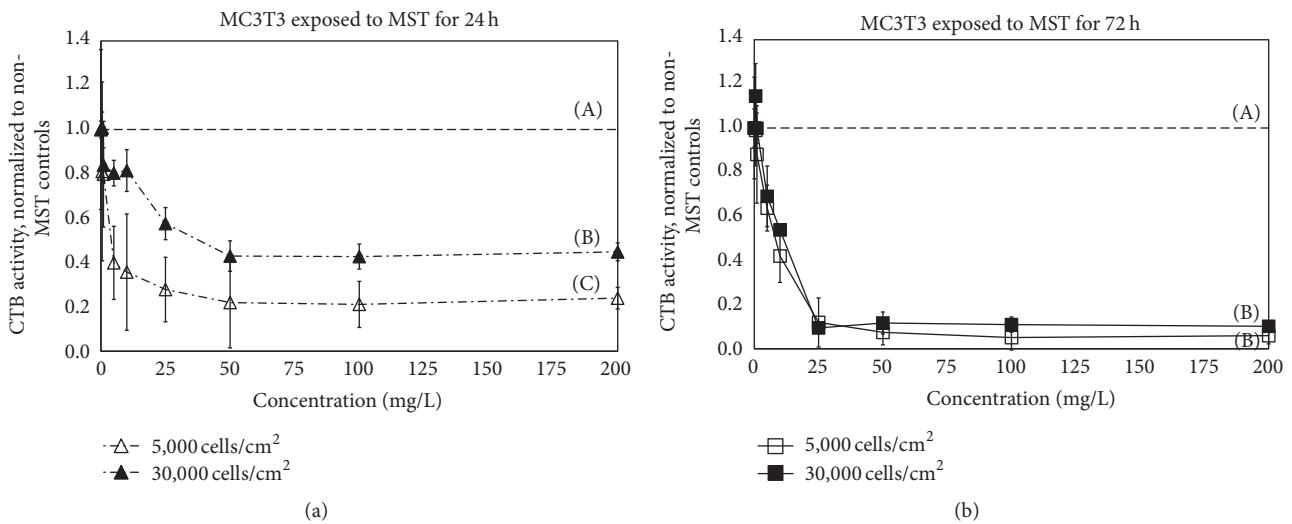 MC3T3 exposed to MST for 24 h
CTB activity, normalized to non-
MST controls
1.4
1.2
1.0
0.8
0.6
0.4
0.2
0.0
(A)
(B)
(C)
0 25 50 75 100 125 150 175 200
Concentration (mg/L)
5,000 cells/cm²
30,000 cells/cm²
(a)
MC3T3 exposed to MST for 72 h
CTB activity, normalized to non-
MST controls
1.4
1.2
1.0
0.8
0.6
0.4
0.2
0.0
(A)
(B)
(B)
0 25 50 75 100 125 150 175 200
Concentration (mg/L)
5,000 cells/cm²
30,000 cells/cm²
(b)